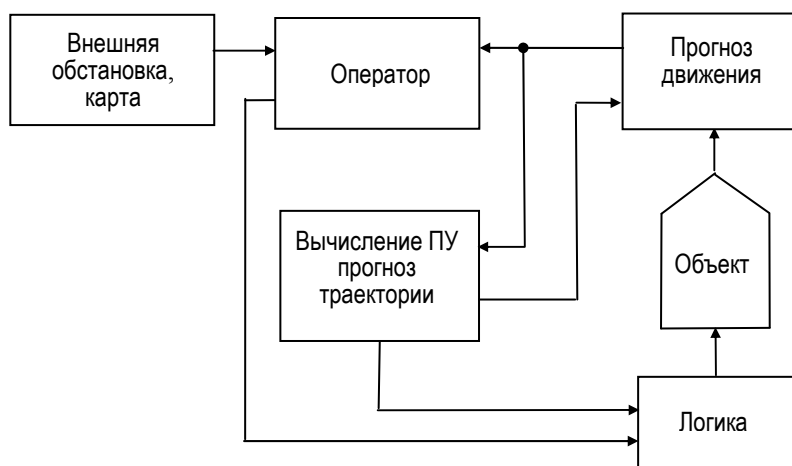 Внешняя
обстановка,
карта
Оператор
Прогноз
движения
Вычисление ПУ
прогноз
траектории
Объект
Логика